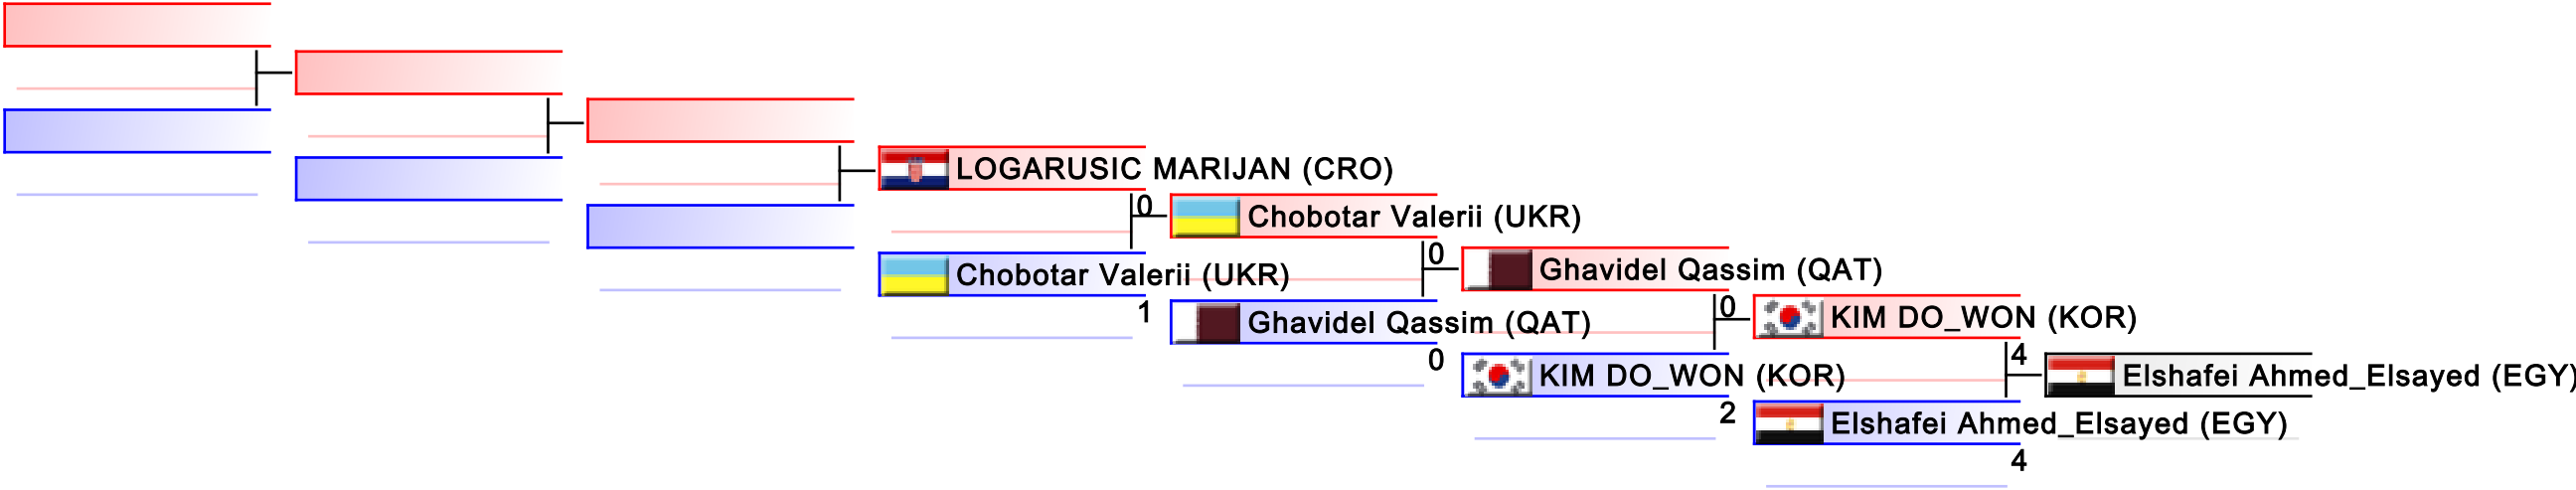 LOGARUSIC MARIJAN (CRO)
0
Chobotar Valerii (UKR)
Chobotar Valerii (UKR)
1
0
Ghavidel Qassim (QAT)
Ghavidel Qassim (QAT)
0
0
KIM DO_WON (KOR)
KIM DO_WON (KOR)
2
4
Elshafei Ahmed_Elsayed (EGY)
Elshafei Ahmed_Elsayed (EGY)
4